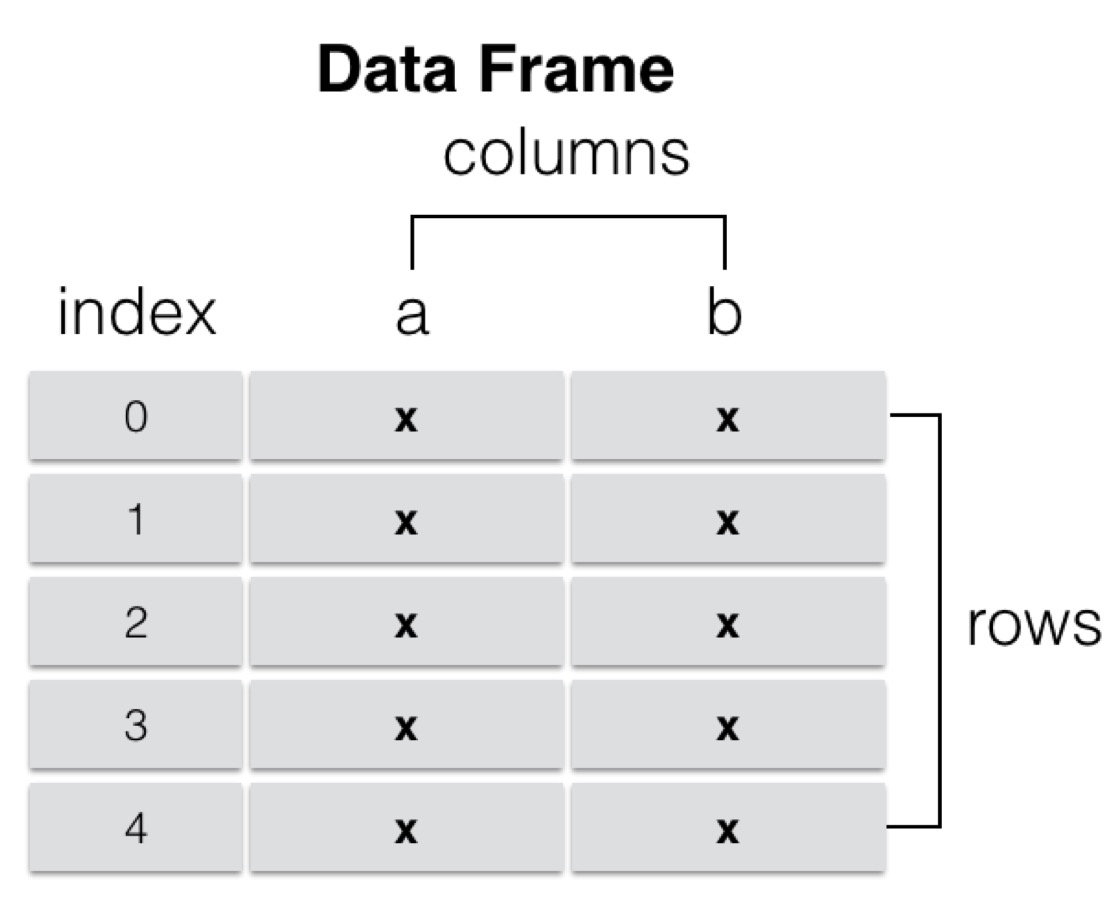 Data Frame
columns
index a b
0 x x
1 x x
2 x x
rows
3 x x
4 x x